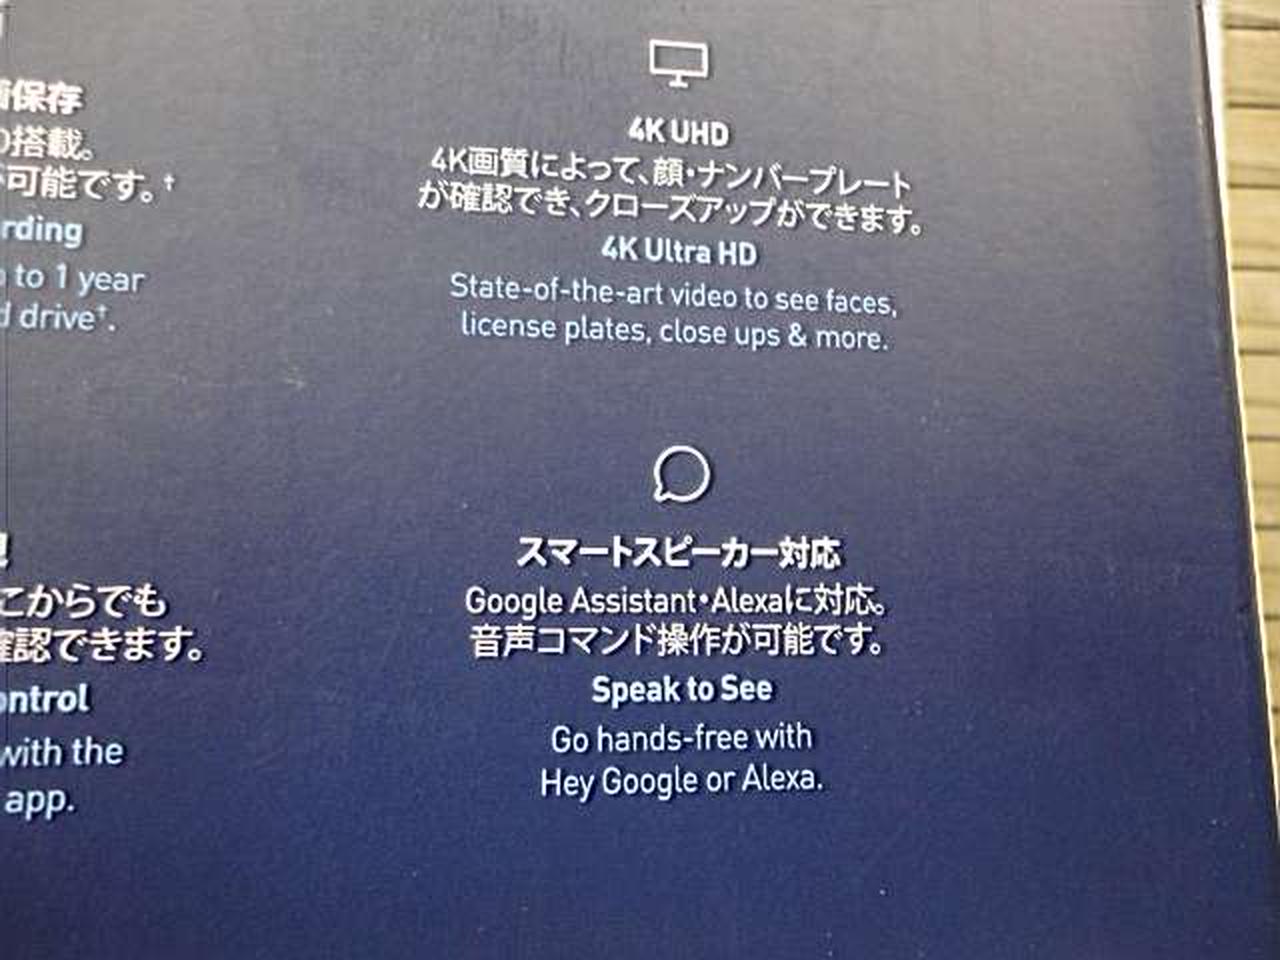 保存
搭載。
可能です。†
rding
to 1 year
drive†.
4K UHD
4K画質によって、顔・ナンバープレート
が確認でき、クローズアップができます。
4K Ultra HD
State-of-the-art video to see faces,
license plates, close ups & more.
こからでも
確認できます。
ontrol
with the
app.
スマートスピーカー対応
Google Assistant・Alexaに対応。
音声コマンド操作が可能です。
Speak to See
Go hands-free with
Hey Google or Alexa.